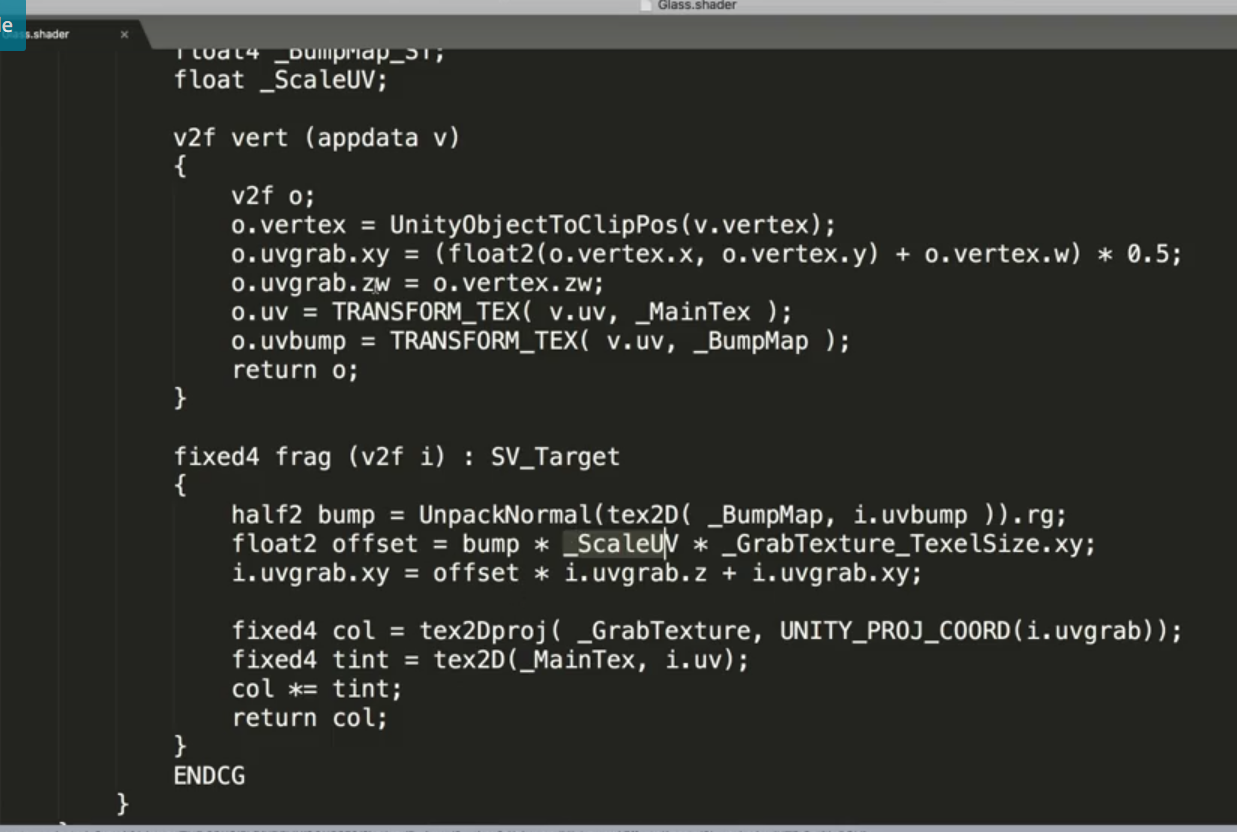 Glass.shader
.shader ×
float4 _BumpMap_ST;
float _ScaleUV;
v2f vert (appdata v)
{
v2f o;
o.vertex = UnityObjectToClipPos(v.vertex);
o.uvgrab.xy = (float2(o.vertex.x, o.vertex.y) + o.vertex.w) * 0.5;
o.uvgrab.zw = o.vertex.zw;
o.uv = TRANSFORM_TEX( v.uv, _MainTex );
o.uvbump = TRANSFORM_TEX( v.uv, _BumpMap );
return o;
}
fixed4 frag (v2f i) : SV_Target
{
half2 bump = UnpackNormal(tex2D( _BumpMap, i.uvbump )).rg;
float2 offset = bump * _ScaleUV * _GrabTexture_TexelSize.xy;
i.uvgrab.xy = offset * i.uvgrab.z + i.uvgrab.xy;
fixed4 col = tex2Dproj( _GrabTexture, UNITY_PROJ_COORD(i.uvgrab));
fixed4 tint = tex2D(_MainTex, i.uv);
col *= tint;
return col;
}
ENDCG
}